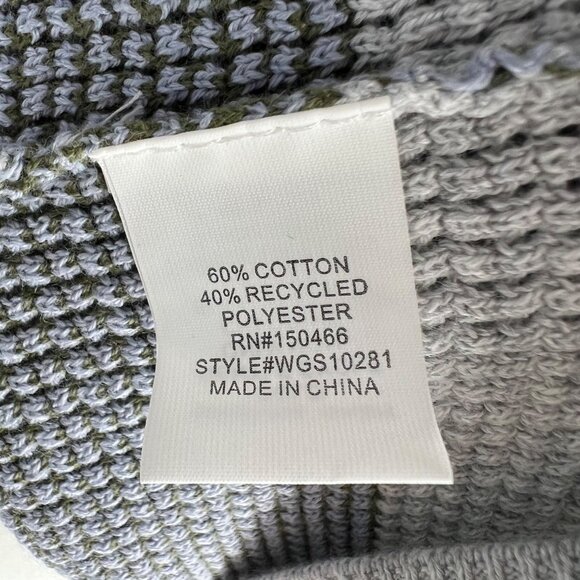 60% COTTON
40% RECYCLED
POLYESTER
RN#150466
STYLE#WGS10281
MADE IN CHINA